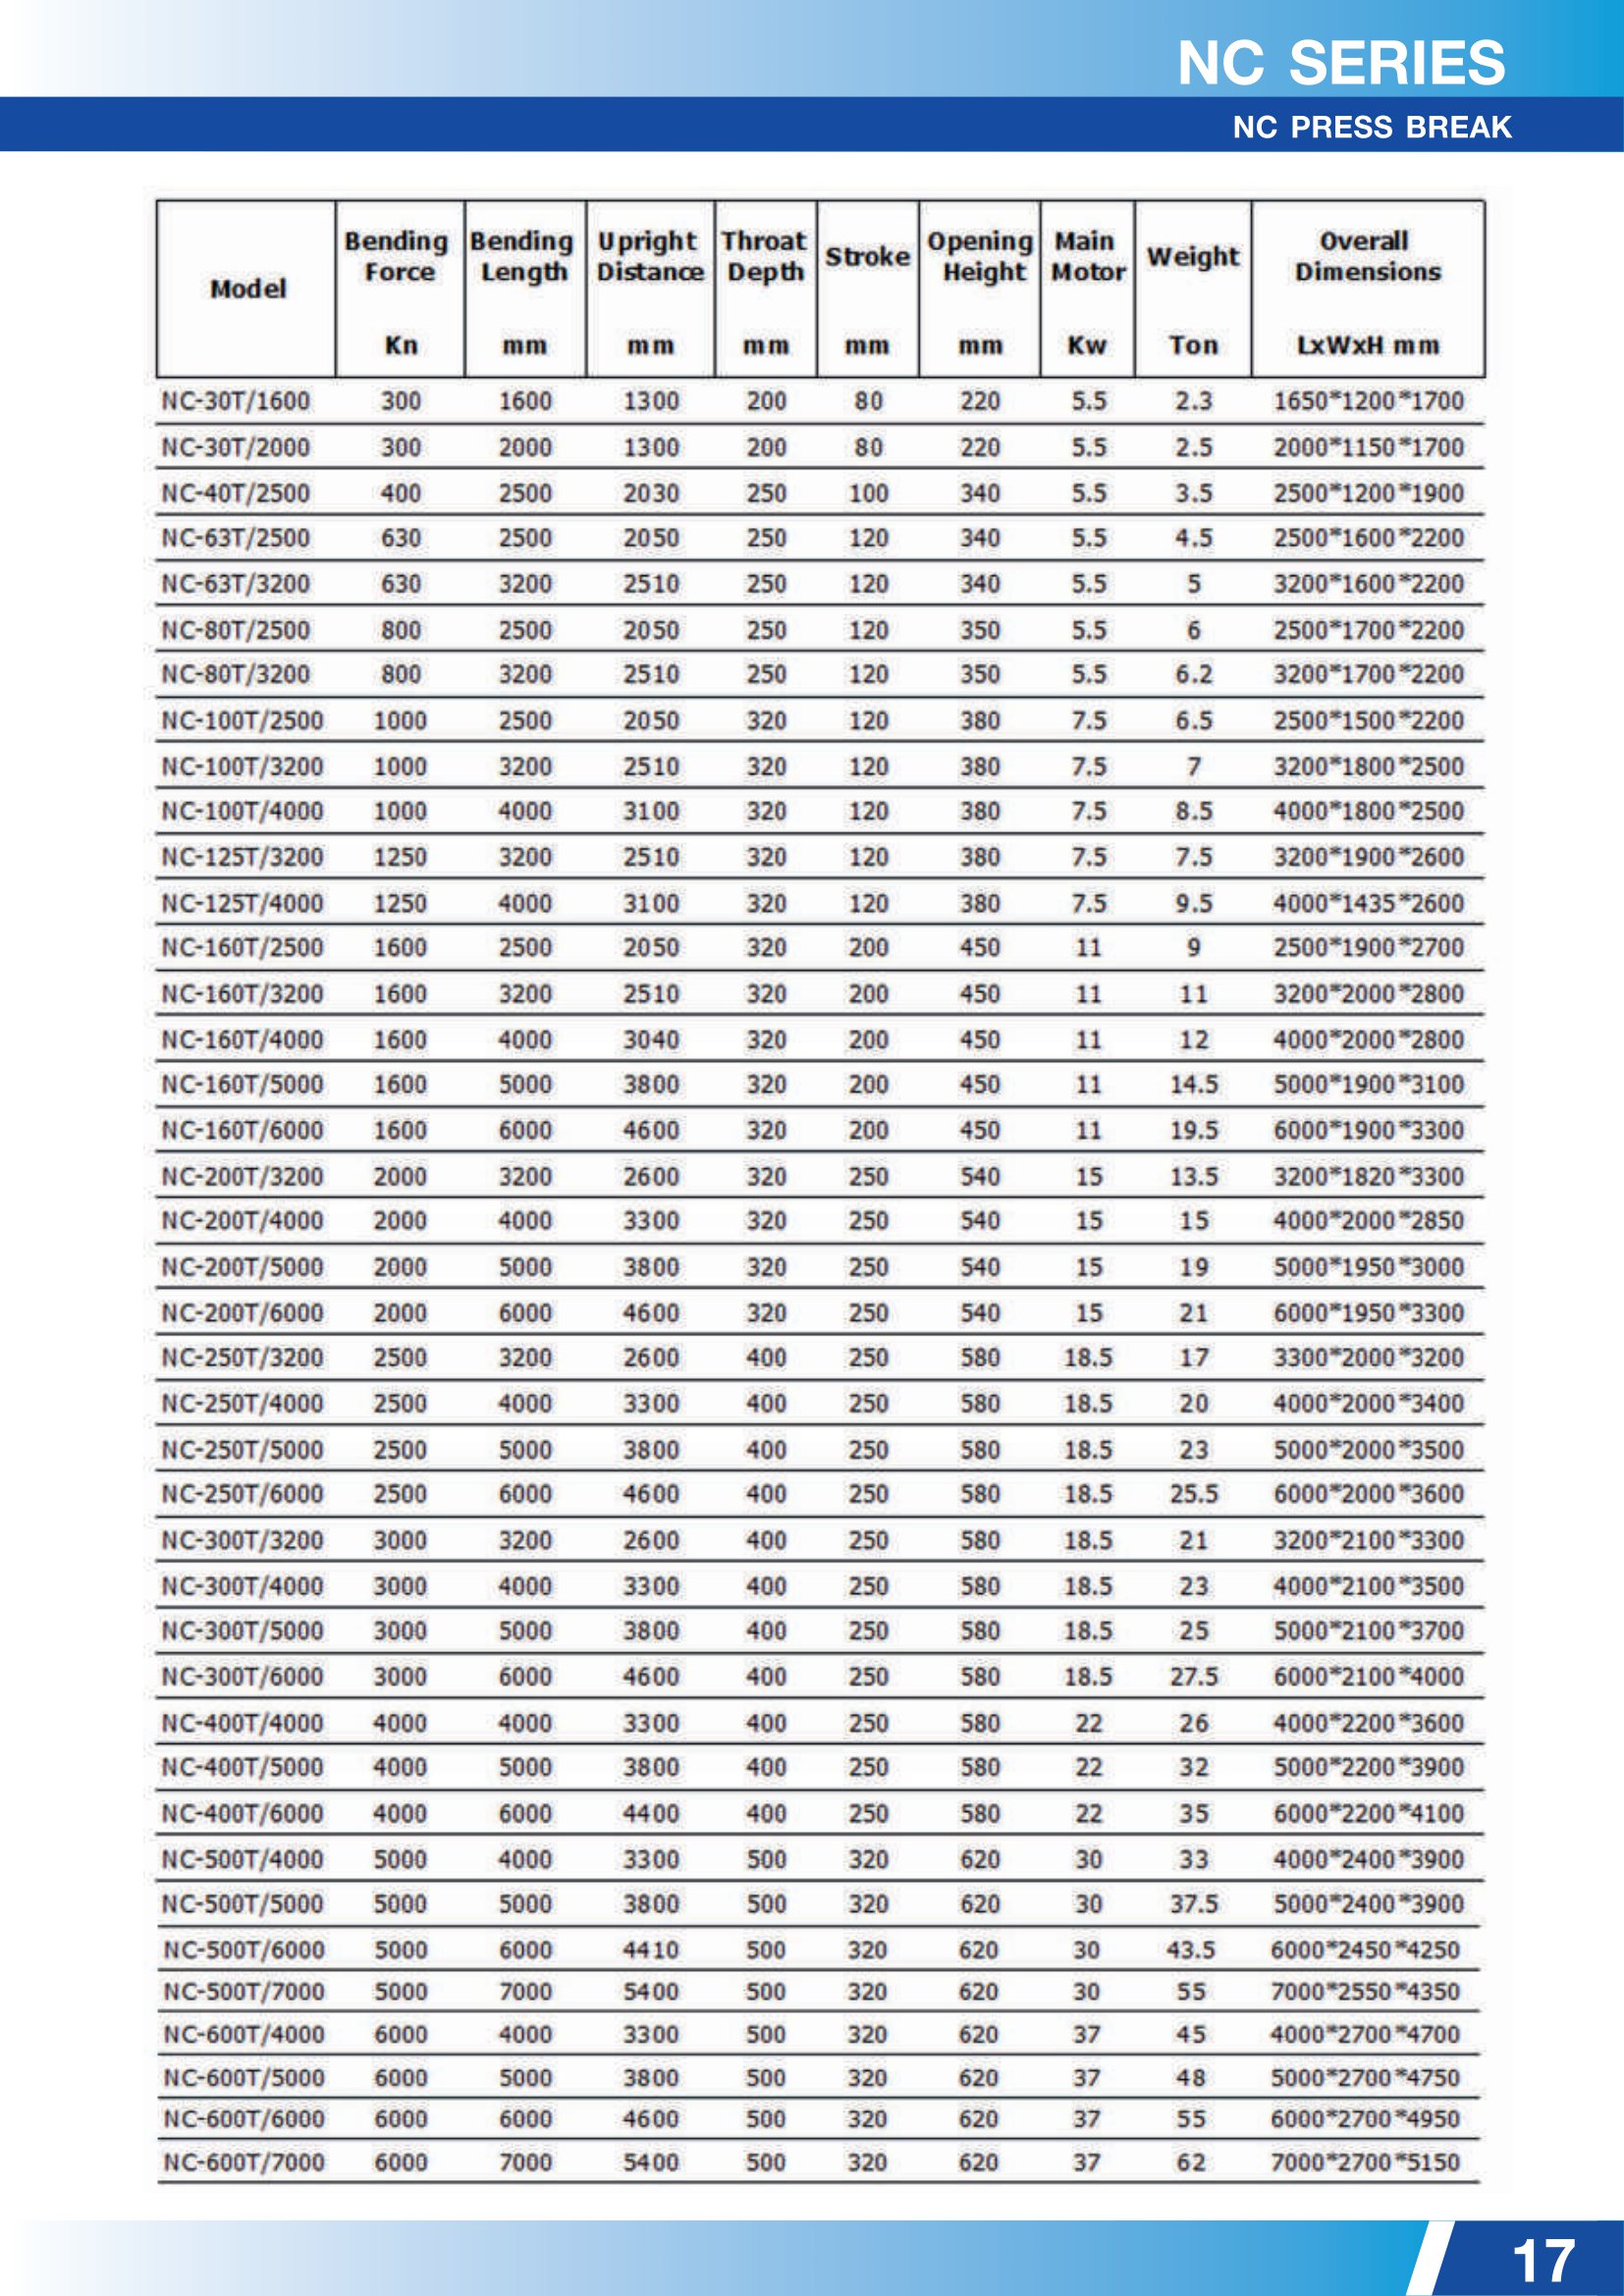 NC SERIES
NC PRESS BREAK
Model Bending Force Kn Bending Length mm Upright Distance mm Throat Depth mm Stroke mm Opening Height mm Main Motor Kw Weight Ton Overall Dimensions LxWxH mm
NC-30T/1600 300 1600 1300 200 80 220 5.5 2.3 1650*1200*1700
NC-30T/2000 300 2000 1300 200 80 220 5.5 2.5 2000*1150*1700
NC-40T/2500 400 2500 2030 250 100 340 5.5 3.5 2500*1200*1900
NC-63T/2500 630 2500 2050 250 120 340 5.5 4.5 2500*1600*2200
NC-63T/3200 630 3200 2510 250 120 340 5.5 5 3200*1600*2200
NC-80T/2500 800 2500 2050 250 120 350 5.5 6 2500*1700*2200
NC-80T/3200 800 3200 2510 250 120 350 5.5 6.2 3200*1700*2200
NC-100T/2500 1000 2500 2050 320 120 380 7.5 6.5 2500*1500*2200
NC-100T/3200 1000 3200 2510 320 120 380 7.5 7 3200*1800*2500
NC-100T/4000 1000 4000 3100 320 120 380 7.5 8.5 4000*1800*2500
NC-125T/3200 1250 3200 2510 320 120 380 7.5 7.5 3200*1900*2600
NC-125T/4000 1250 4000 3100 320 120 380 7.5 9.5 4000*1435*2600
NC-160T/2500 1600 2500 2050 320 200 450 11 9 2500*1900*2700
NC-160T/3200 1600 3200 2510 320 200 450 11 11 3200*2000*2800
NC-160T/4000 1600 4000 3040 320 200 450 11 12 4000*2000*2800
NC-160T/5000 1600 5000 3800 320 200 450 11 14.5 5000*1900*3100
NC-160T/6000 1600 6000 4600 320 200 450 11 19.5 6000*1900*3300
NC-200T/3200 2000 3200 2600 320 250 540 15 13.5 3200*1820*3300
NC-200T/4000 2000 4000 3300 320 250 540 15 15 4000*2000*2850
NC-200T/5000 2000 5000 3800 320 250 540 15 19 5000*1950*3000
NC-200T/6000 2000 6000 4600 320 250 540 15 21 6000*1950*3300
NC-250T/3200 2500 3200 2600 400 250 580 18.5 17 3300*2000*3200
NC-250T/4000 2500 4000 3300 400 250 580 18.5 20 4000*2000*3400
NC-250T/5000 2500 5000 3800 400 250 580 18.5 23 5000*2000*3500
NC-250T/6000 2500 6000 4600 400 250 580 18.5 25.5 6000*2000*3600
NC-300T/3200 3000 3200 2600 400 250 580 18.5 21 3200*2100*3300
NC-300T/4000 3000 4000 3300 400 250 580 18.5 23 4000*2100*3500
NC-300T/5000 3000 5000 3800 400 250 580 18.5 25 5000*2100*3700
NC-300T/6000 3000 6000 4600 400 250 580 18.5 27.5 6000*2100*4000
NC-400T/4000 4000 4000 3300 400 250 580 22 26 4000*2200*3600
NC-400T/5000 4000 5000 3800 400 250 580 22 32 5000*2200*3900
NC-400T/6000 4000 6000 4400 400 250 580 22 35 6000*2200*4100
NC-500T/4000 5000 4000 3300 500 320 620 30 33 4000*2400*3900
NC-500T/5000 5000 5000 3800 500 320 620 30 37.5 5000*2400*3900
NC-500T/6000 5000 6000 4410 500 320 620 30 43.5 6000*2450*4250
NC-500T/7000 5000 7000 5400 500 320 620 30 55 7000*2550*4350
NC-600T/4000 6000 4000 3300 500 320 620 37 45 4000*2700*4700
NC-600T/5000 6000 5000 3800 500 320 620 37 48 5000*2700*4750
NC-600T/6000 6000 6000 4600 500 320 620 37 55 6000*2700*4950
NC-600T/7000 6000 7000 5400 500 320 620 37 62 7000*2700*5150
17